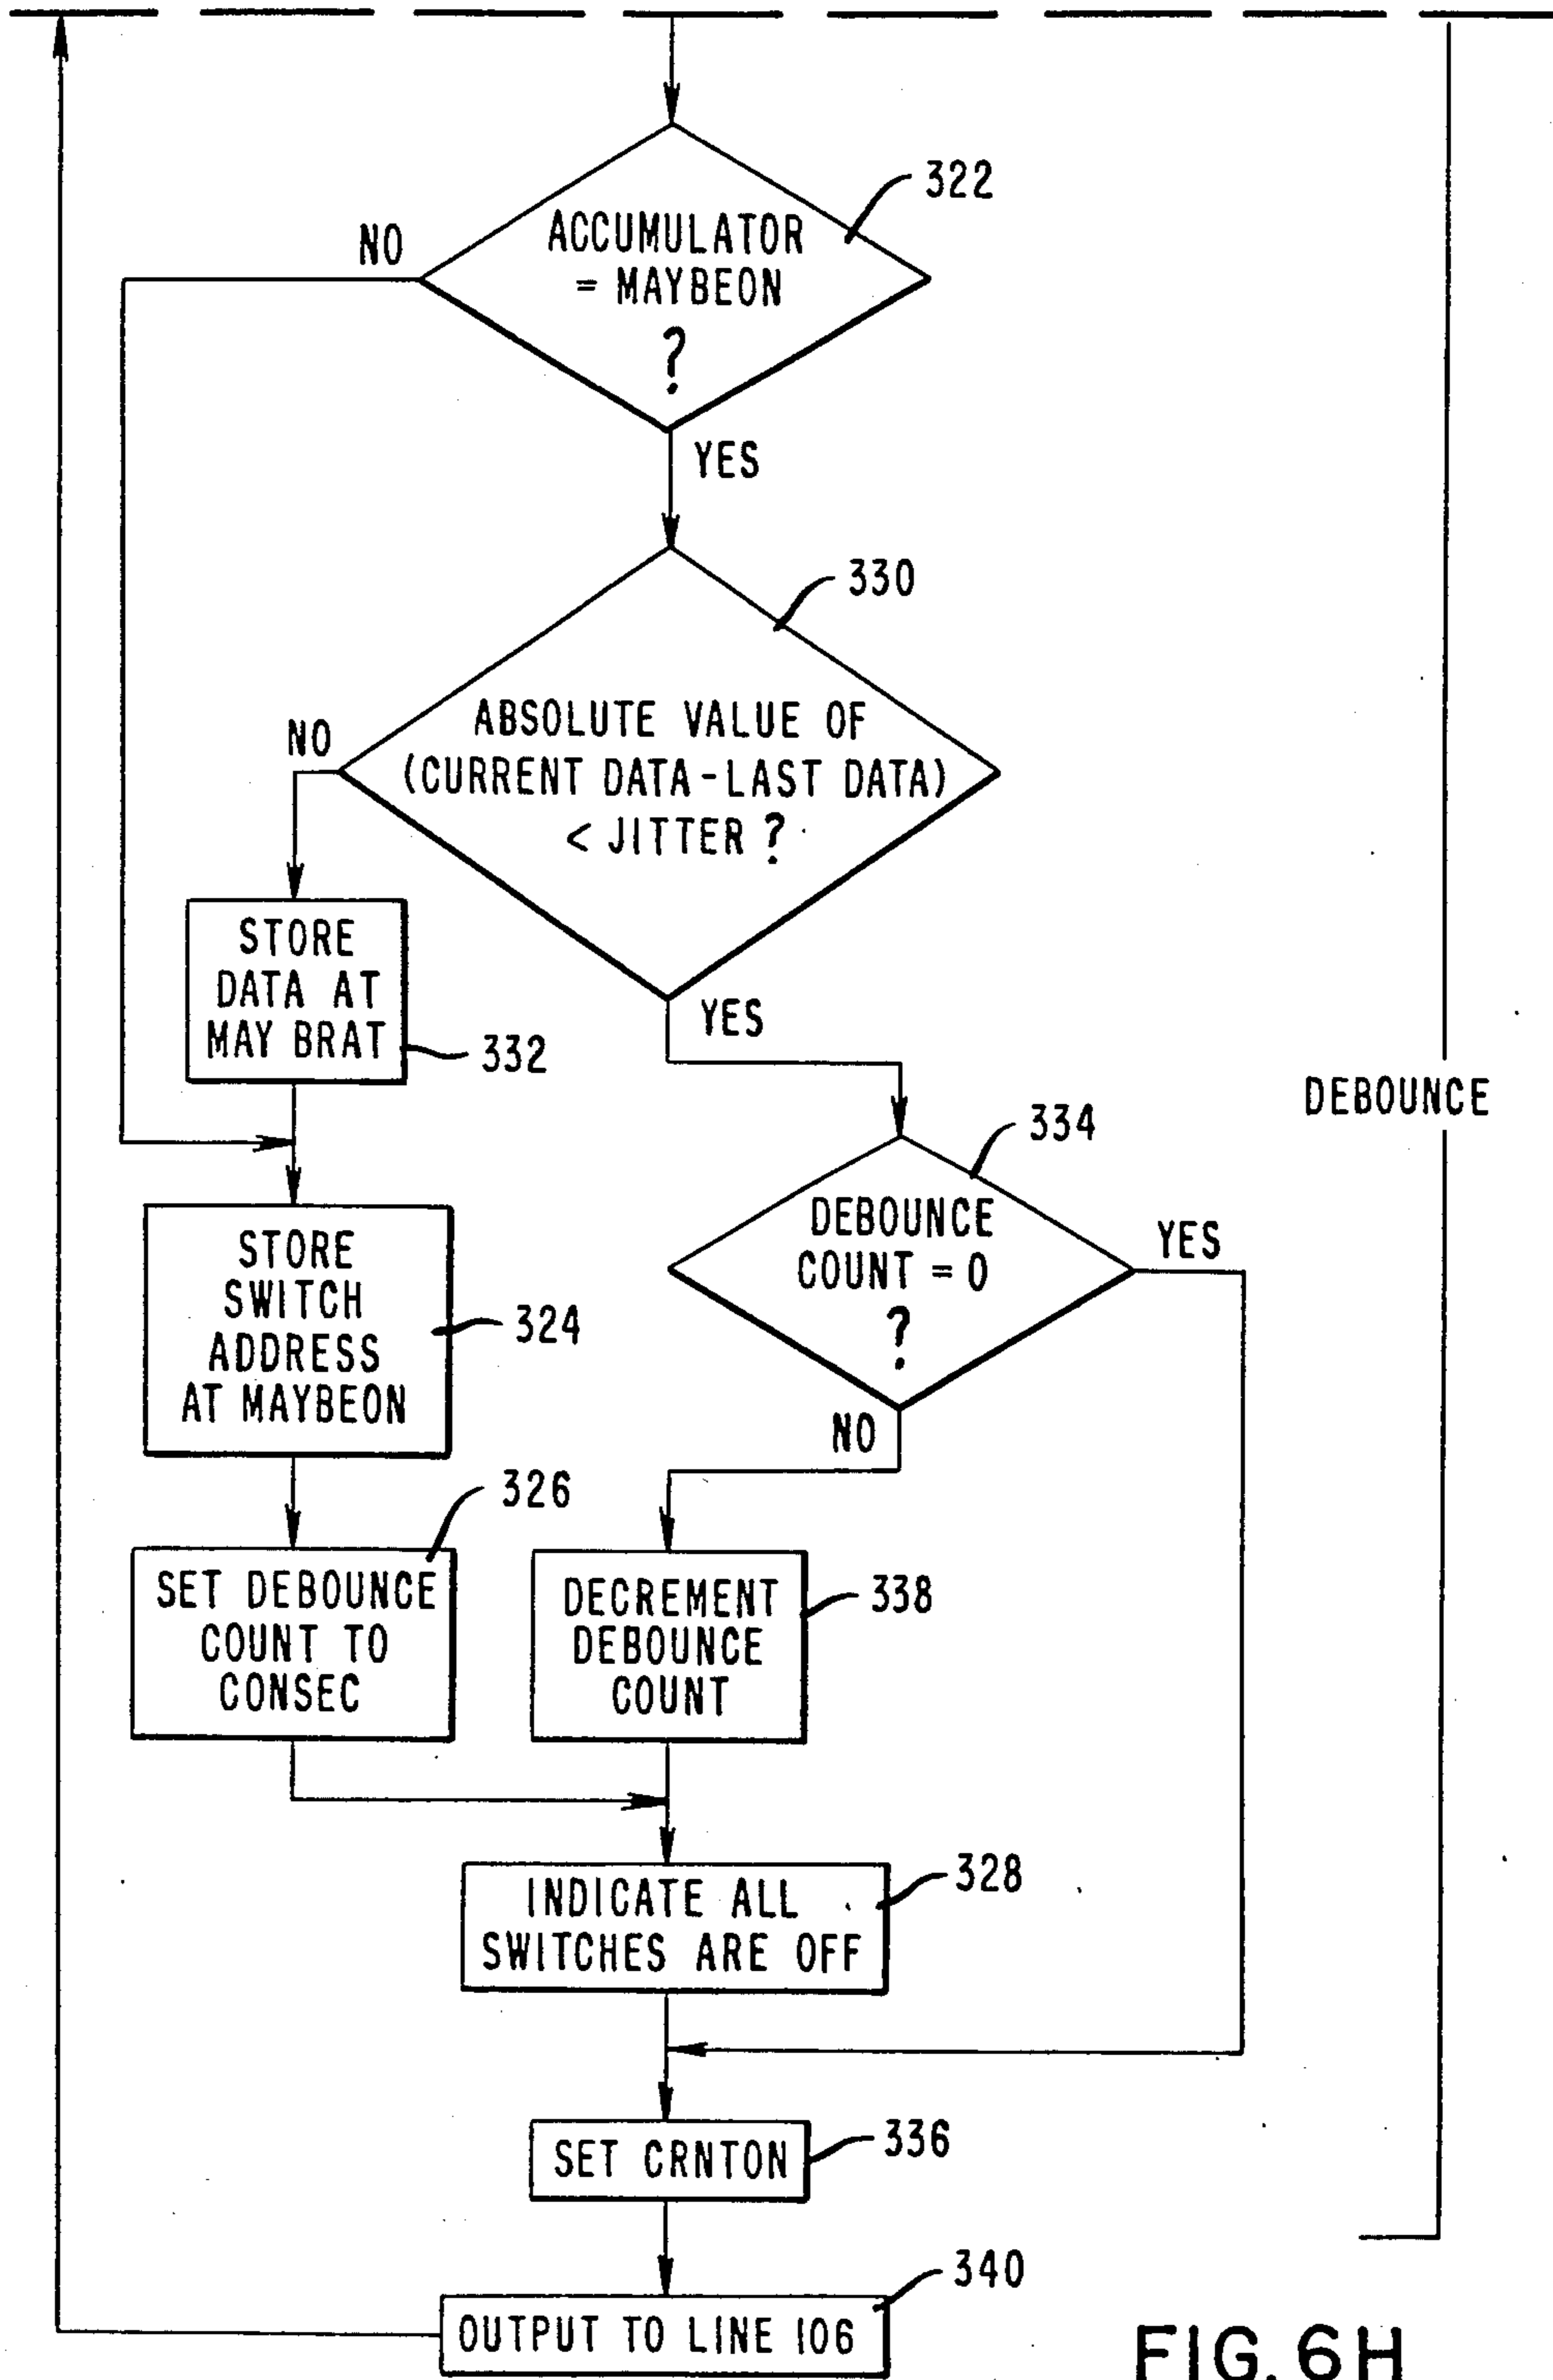 322
NO
ACCUMULATOR
= MAYBEON
?
YES
330
NO
ABSOLUTE VALUE OF
(CURRENT DATA-LAST DATA)
< JITTER ?
STORE
DATA AT
MAY BRAT
332
YES
DEBOUNCE
334
DEBOUNCE
COUNT = 0
?
YES
NO
STORE
SWITCH
ADDRESS
AT MAYBEON
324
326
SET DEBOUNCE
COUNT TO
CONSEC
DECREMENT
DEBOUNCE
COUNT
338
INDICATE ALL
SWITCHES ARE OFF
328
SET CRNTON
336
OUTPUT TO LINE 106
340
FIG. 6H